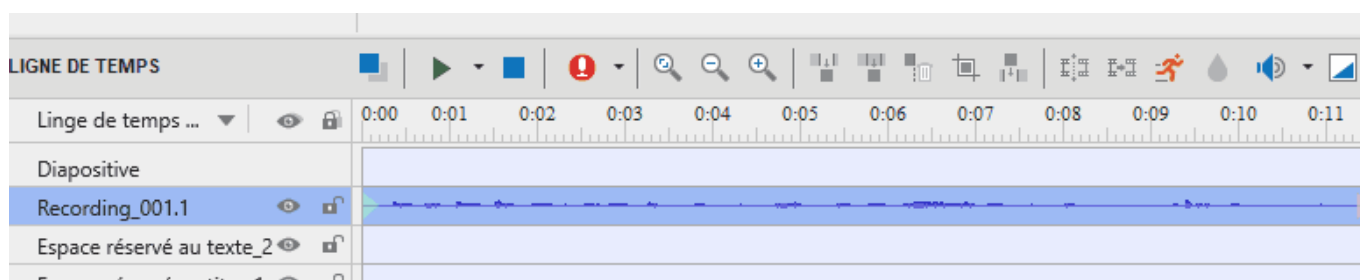 LIGNE DE TEMPS
Linge de temps ... 0:00 0:01 0:02 0:03 0:04 0:05 0:06 0:07 0:08 0:09 0:10 0:11
Diapositive
Recording_001.1
Espace réservé au texte_2